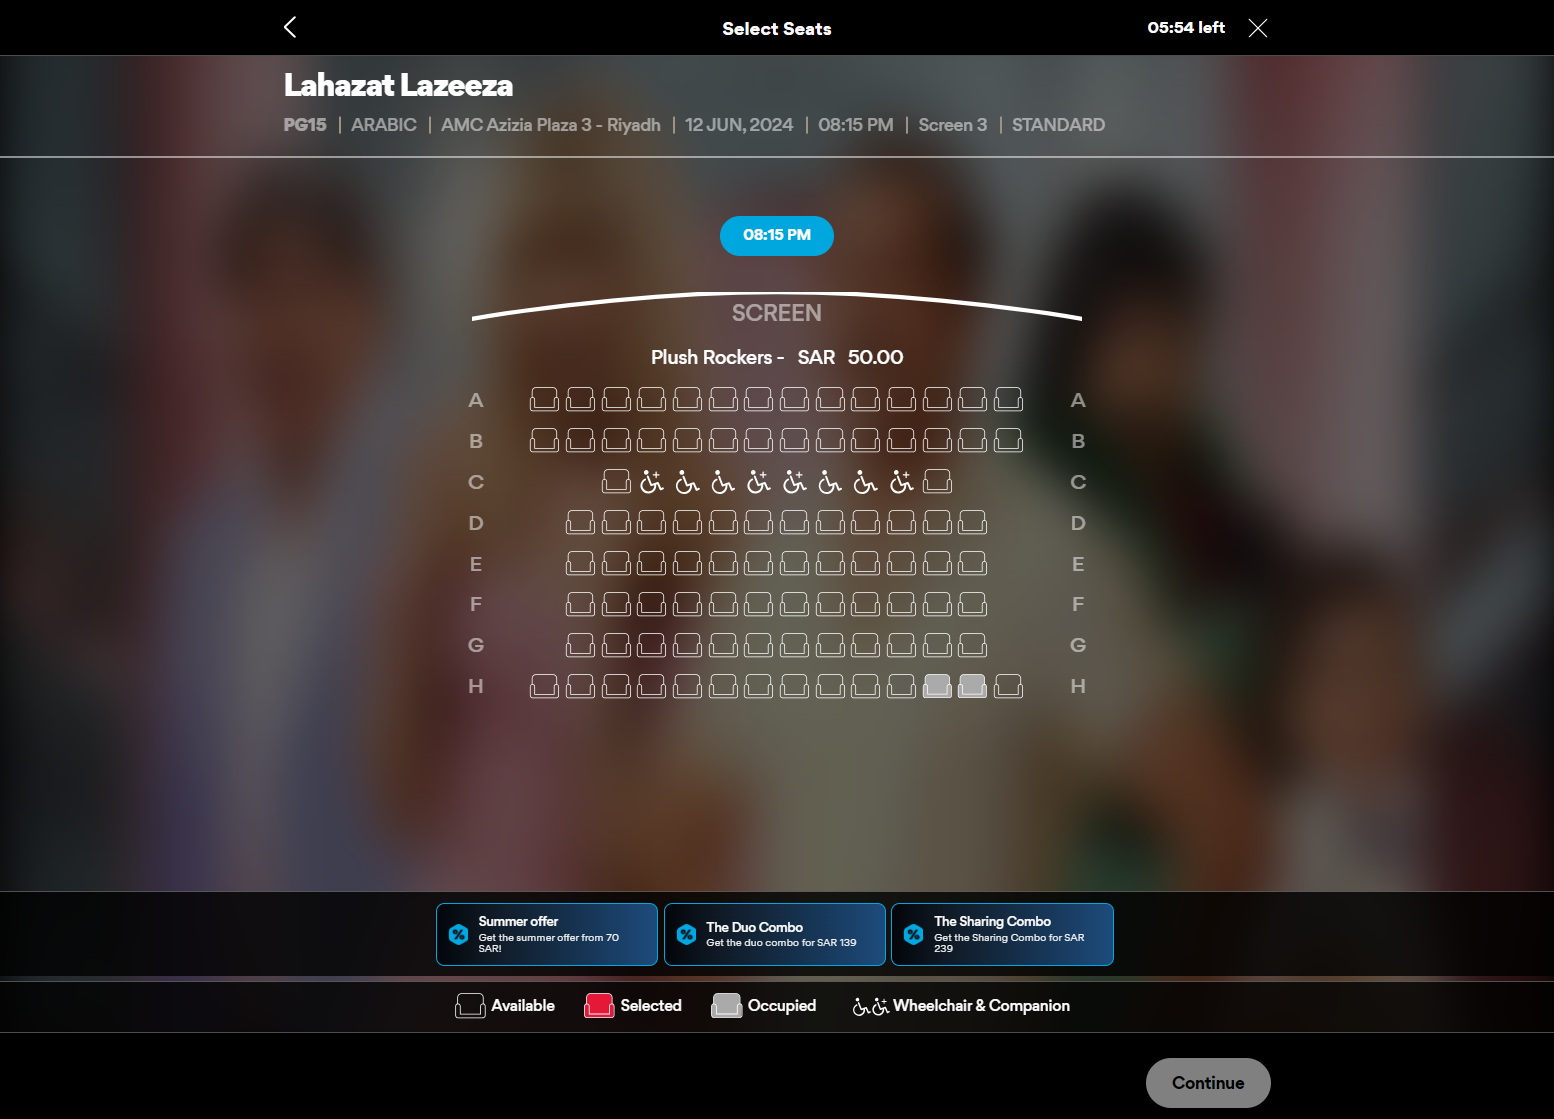 Select Seats
05:54 left
Lahazat Lazeeza
PG15 | ARABIC | AMC Azizia Plaza 3 - Riyadh | 12 JUN, 2024 | 08:15 PM | Screen 3 | STANDARD
08:15 PM
SCREEN
Plush Rockers - SAR 50.00
A A
B B
C C
D D
E E
F F
G G
H H
Summer offer
Get the summer offer from 70
SAR!
The Duo Combo
Get the duo combo for SAR 139
The Sharing Combo
Get the Sharing Combo for SAR
239
Available Selected Occupied Wheelchair & Companion
Continue